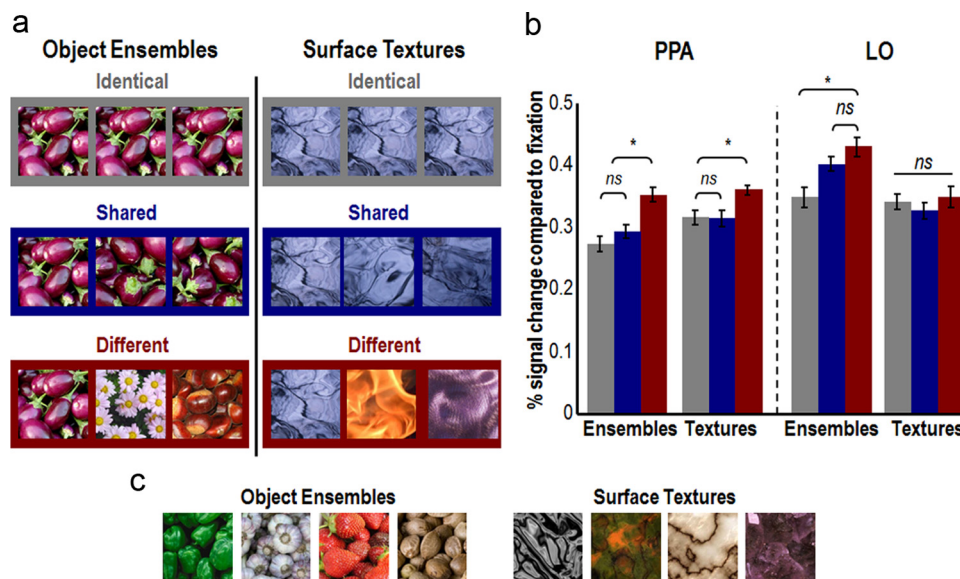 a
Object Ensembles
Surface Textures
Identical
Identical
Shared
Shared
Different
Different
b
PPA
LO
% signal change compared to fixation
0.5
0.4
0.3
0.2
0.1
0
*
ns
*
ns
*
ns
ns
Ensembles
Textures
Ensembles
Textures
c
Object Ensembles
Surface Textures